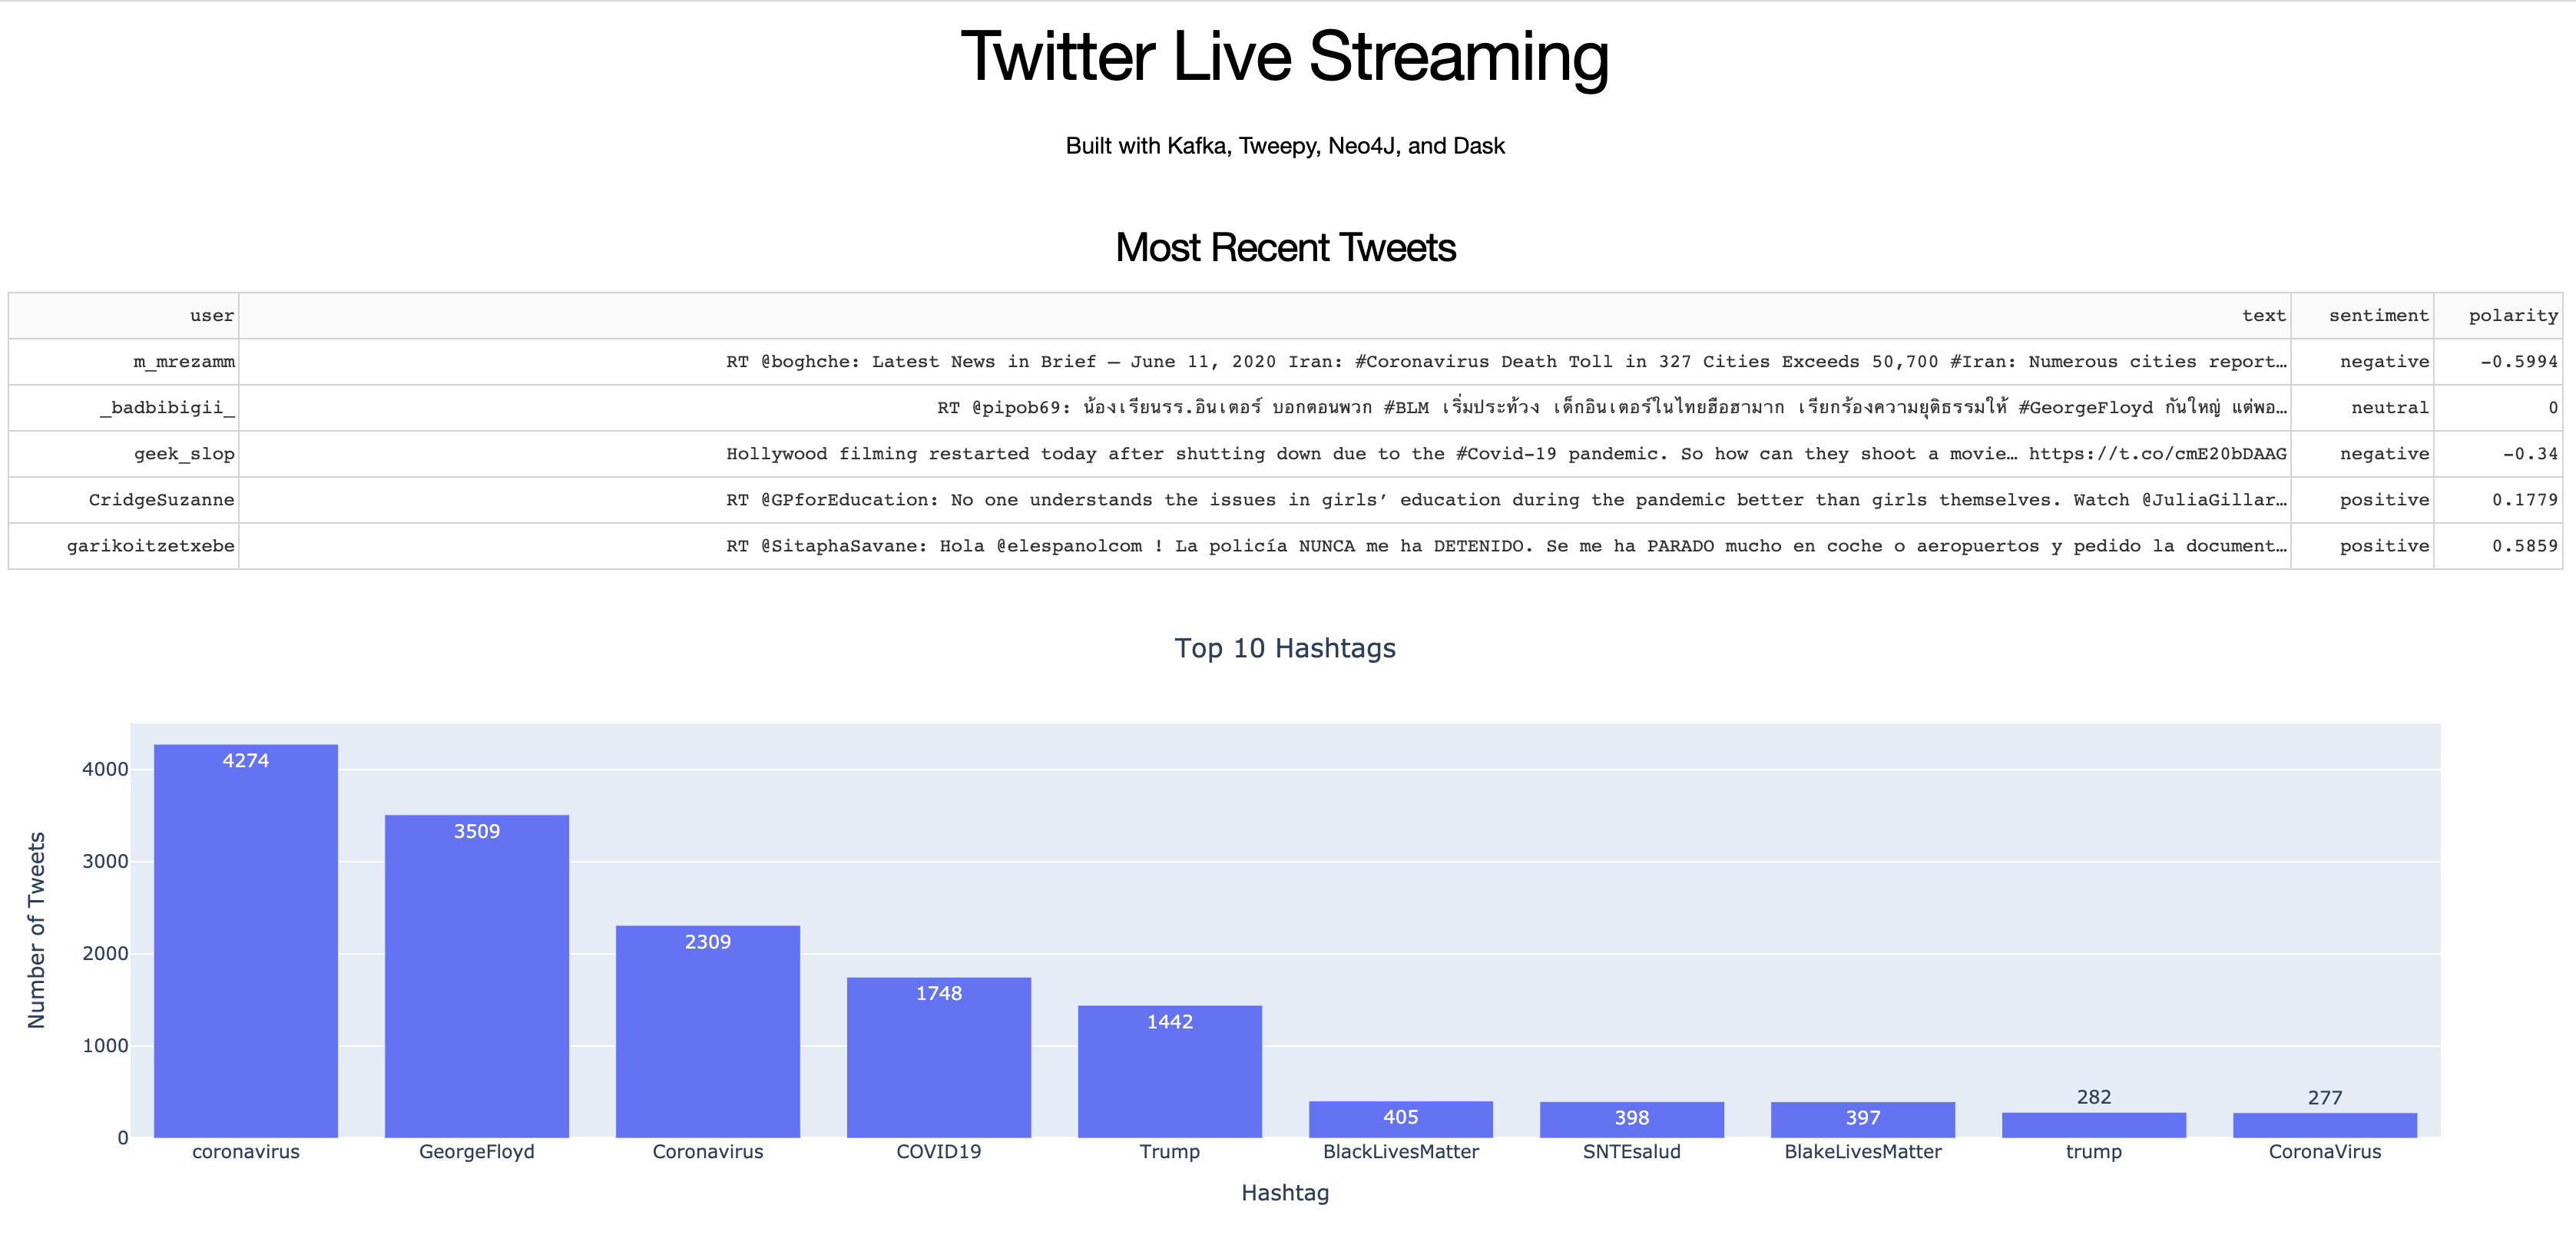 Twitter Live Streaming
Built with Kafka, Tweepy, Neo4J, and Dask
Most Recent Tweets
user text sentiment polarity
m_mrezamm RT @boghche: Latest News in Brief – June 11, 2020 Iran: #Coronavirus Death Toll in 327 Cities Exceeds 50,700 #Iran: Numerous cities report… negative -0.5994
_badbibigii_ RT @pipob69: น้องเรียนรร.อินเตอร์ บอกตอนพวก #BLM เริ่มประท้วง เด็กอินเตอร์ในไทยฮือฮามาก เรียกร้องความยุติธรรมให้ #GeorgeFloyd กันใหญ่ แต่พอ… neutral 0
geek_slop Hollywood filming restarted today after shutting down due to the #Covid-19 pandemic. So how can they shoot a movie… https://t.co/cmE20bDAAG negative -0.34
CridgeSuzanne RT @GPforEducation: No one understands the issues in girls’ education during the pandemic better than girls themselves. Watch @JuliaGillar… positive 0.1779
garikoitzetxebe RT @SitaphaSavane: Hola @elespanolcom ! La policía NUNCA me ha DETENIDO. Se me ha PARADO mucho en coche o aeropuertos y pedido la document… positive 0.5859
Top 10 Hashtags
Number of Tweets
4000
3000
2000
1000
0
4274
3509
2309
1748
1442
405
398
397
282
277
coronavirus GeorgeFloyd Coronavirus COVID19 Trump BlackLivesMatter SNTEsalud BlakeLivesMatter trump CoronaVirus
Hashtag